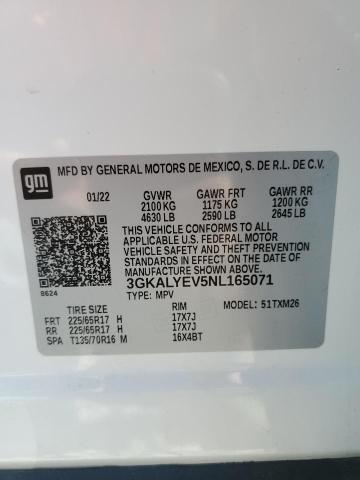 gm
MFD BY GENERAL MOTORS DE MEXICO, S. DE R.L. DE C.V.
01/22 GVWR GAWR FRT GAWR RR
2100 KG 1175 KG 1200 KG
4630 LB 2590 LB 2645 LB
THIS VEHICLE CONFORMS TO ALL
APPLICABLE U.S. FEDERAL MOTOR
VEHICLE SAFETY, BUMPER, AND THEFT PREVENTION
STANDARDS IN EFFECT ON THE DATE OF
MANUFACTURE SHOWN ABOVE.
8624 3GKALYEV5NL165071
TYPE: MPV MODEL: 51TXM26
TIRE SIZE SPEED RTG RIM
FRT 225/65R17 H 17X7J
RR 225/65R17 H 17X7J
SPA T135/70R16 M 16X4BT